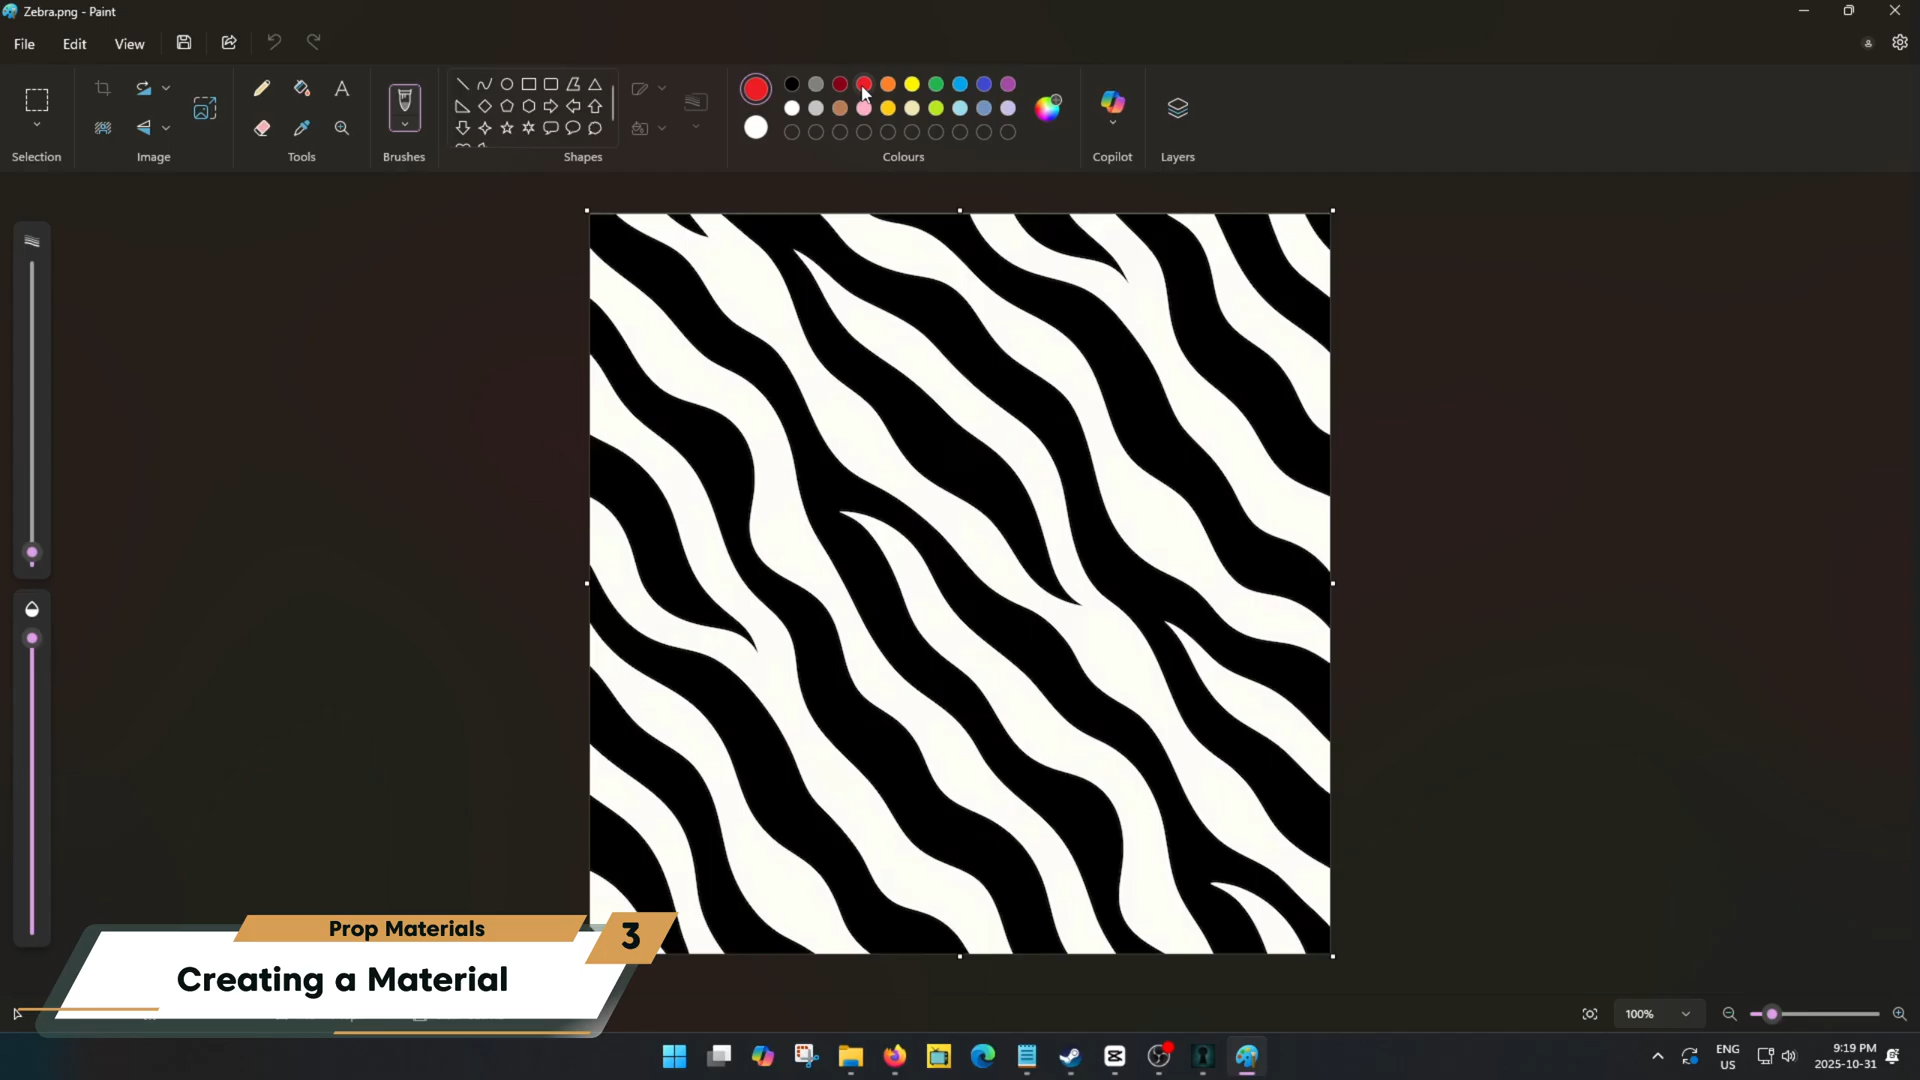 Zebra.png - Paint
File
Edit
View
Selection
Image
Tools
Brushes
Shapes
Colours
Copilot
Layers
Prop Materials
3
Creating a Material
100%
ENG
US
9:19 PM
2025-10-31